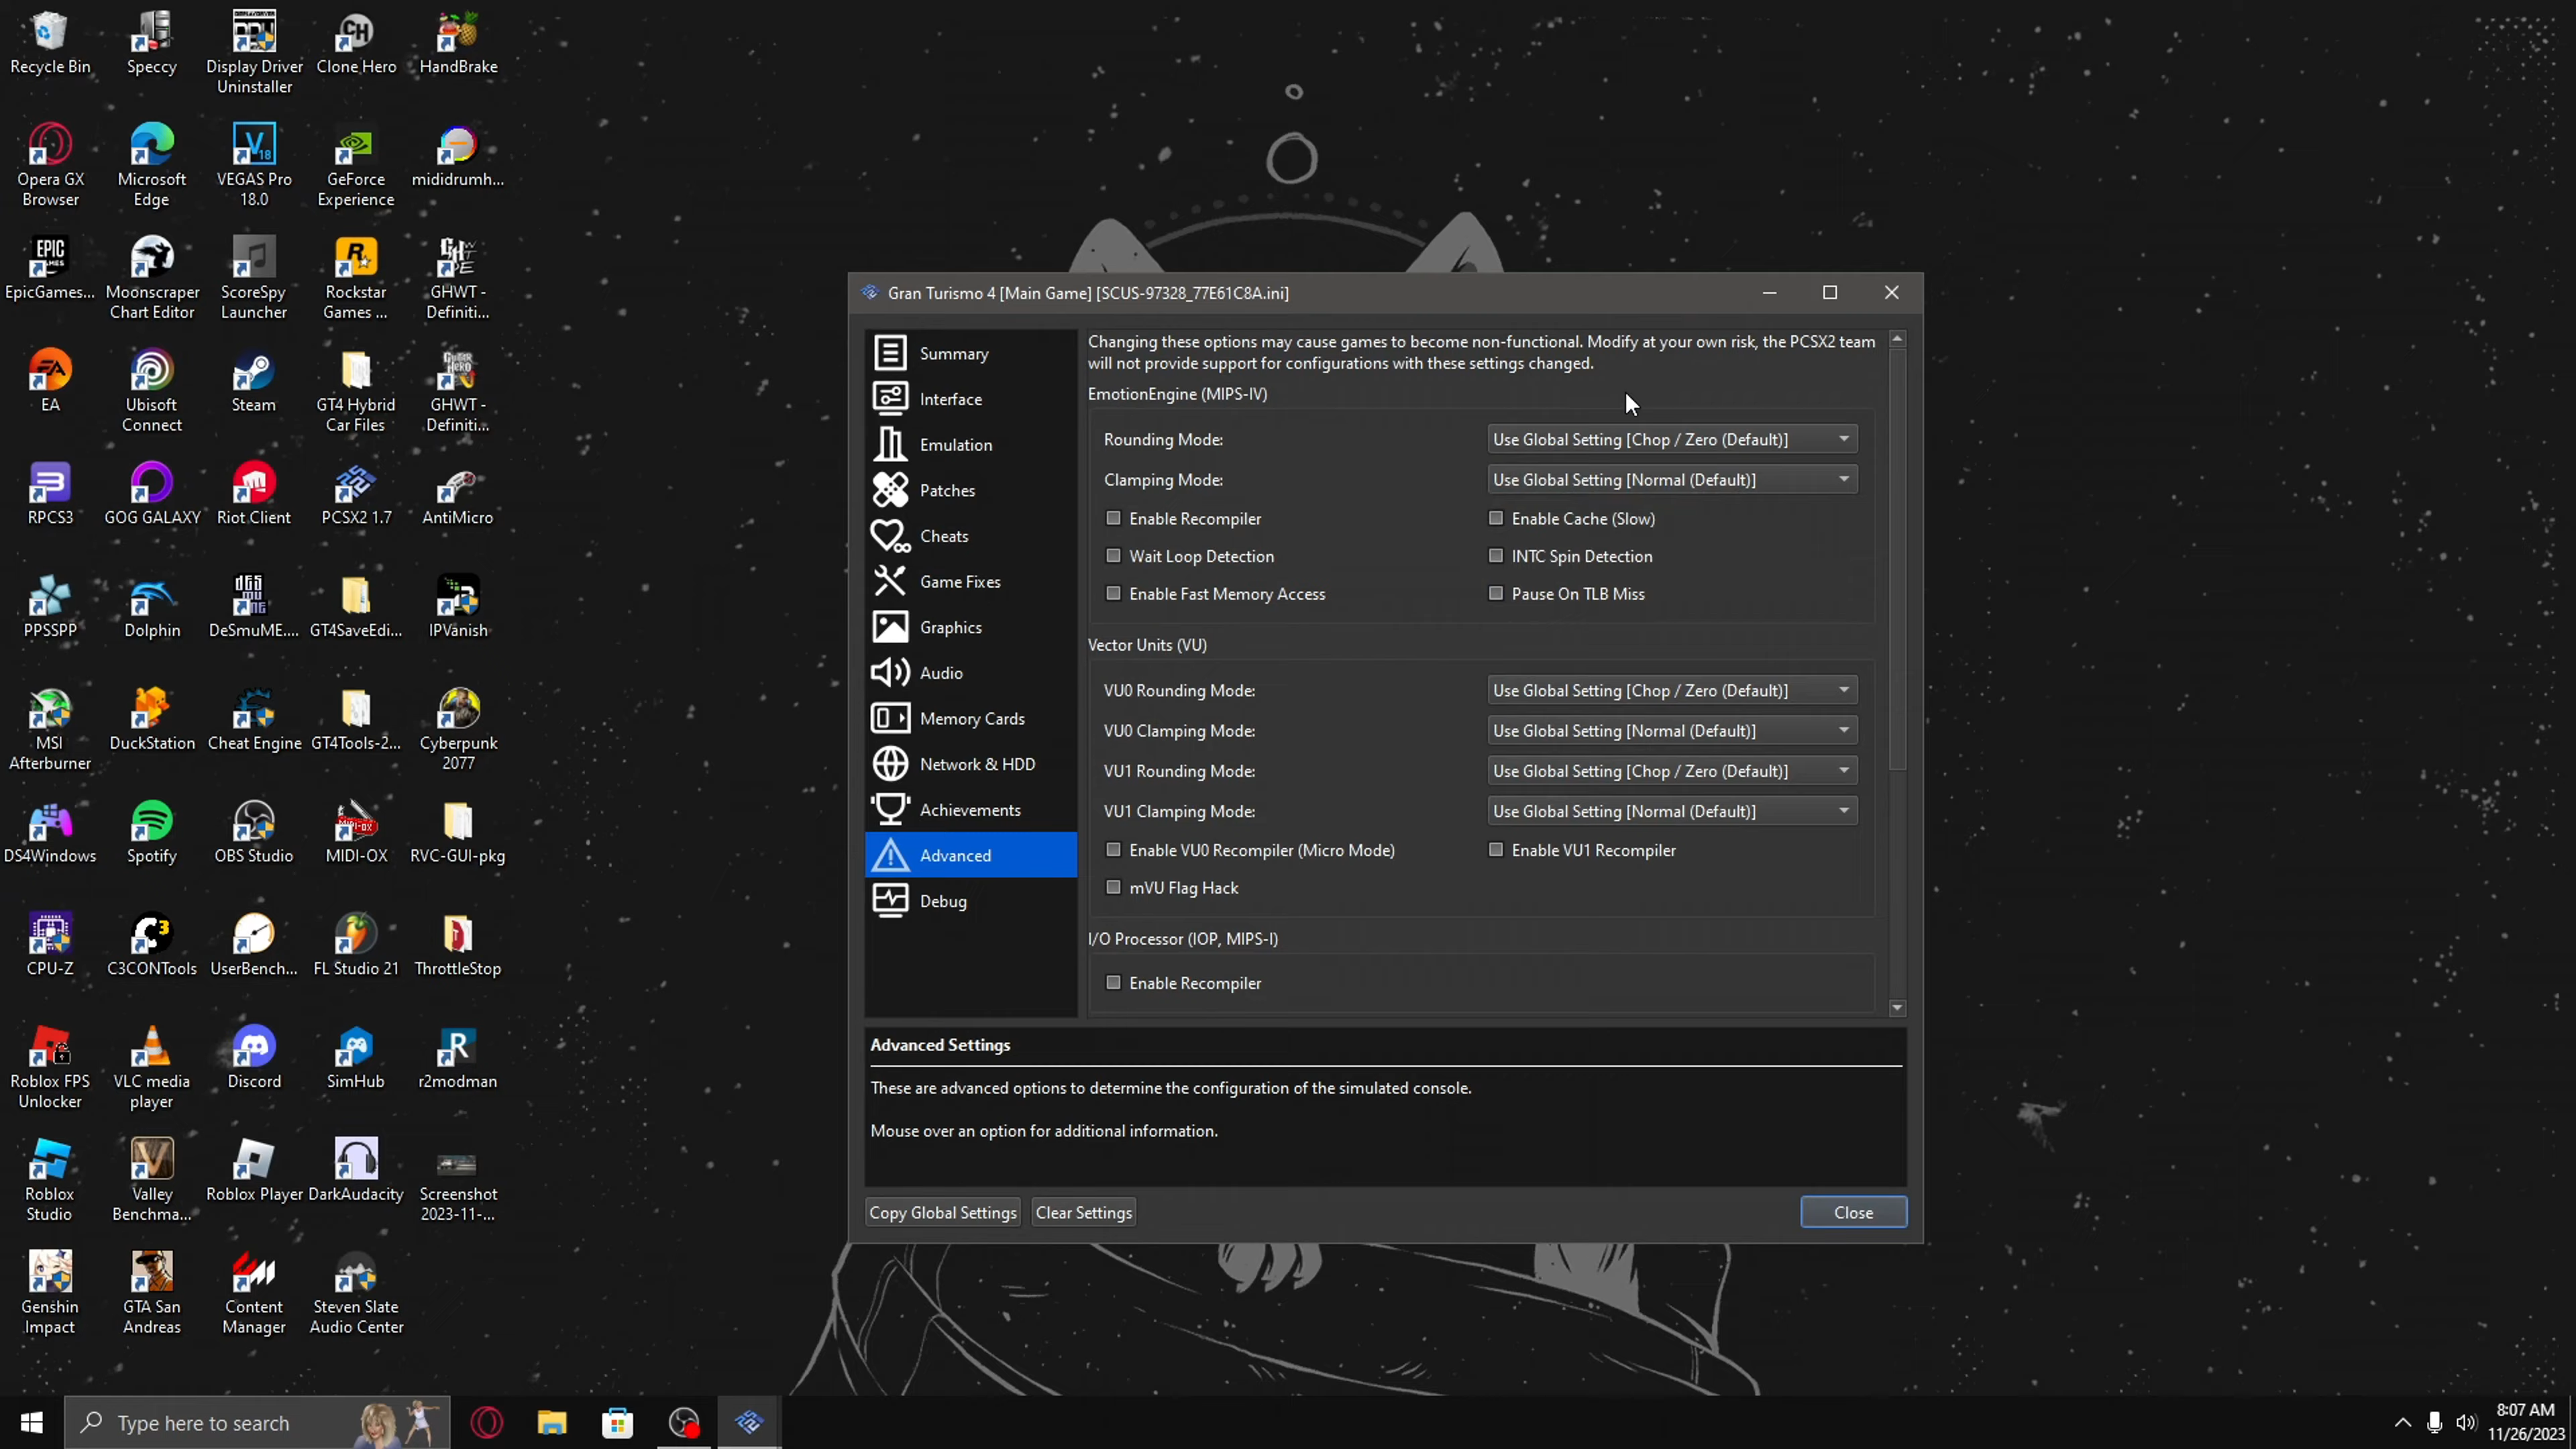 Recycle Bin
Speccy
Display Driver
Uninstaller
Clone Hero
HandBrake
Opera GX
Browser
Microsoft
Edge
VEGAS Pro
18.0
GeForce
Experience
mididrumh...
EpicGames...
Moonscraper
Chart Editor
ScoreSpy
Launcher
Rockstar
Games ...
GHWT -
Definiti...
EA
Ubisoft
Connect
Steam
GT4 Hybrid
Car Files
GHWT -
Definiti...
RPCS3
GOG GALAXY
Riot Client
PCSX2 1.7
AntiMicro
PPSSPP
Dolphin
DeSmuME....
GT4SaveEdi...
IPVanish
MSI
Afterburner
DuckStation
Cheat Engine
GT4Tools-2...
Cyberpunk
2077
DS4Windows
Spotify
OBS Studio
MIDI-OX
RVC-GUI-pkg
CPU-Z
C3CONTools
UserBench...
FL Studio 21
ThrottleStop
Roblox FPS
Unlocker
VLC media
player
Discord
SimHub
r2modman
Roblox
Studio
Valley
Benchma...
Roblox Player
DarkAudacity
Screenshot
2023-11-...
Genshin
Impact
GTA San
Andreas
Content
Manager
Steven Slate
Audio Center
Gran Turismo 4 [Main Game] [SCUS-97328_77E61C8A.ini]
Summary
Interface
Emulation
Patches
Cheats
Game Fixes
Graphics
Audio
Memory Cards
Network & HDD
Achievements
Advanced
Debug
Changing these options may cause games to become non-functional. Modify at your own risk, the PCSX2 team
will not provide support for configurations with these settings changed.
EmotionEngine (MIPS-IV)
Rounding Mode: Use Global Setting [Chop / Zero (Default)]
Clamping Mode: Use Global Setting [Normal (Default)]
Enable Recompiler Enable Cache (Slow)
Wait Loop Detection INTC Spin Detection
Enable Fast Memory Access Pause On TLB Miss
Vector Units (VU)
VU0 Rounding Mode: Use Global Setting [Chop / Zero (Default)]
VU0 Clamping Mode: Use Global Setting [Normal (Default)]
VU1 Rounding Mode: Use Global Setting [Chop / Zero (Default)]
VU1 Clamping Mode: Use Global Setting [Normal (Default)]
Enable VU0 Recompiler (Micro Mode) Enable VU1 Recompiler
mVU Flag Hack
I/O Processor (IOP, MIPS-I)
Enable Recompiler
Advanced Settings
These are advanced options to determine the configuration of the simulated console.
Mouse over an option for additional information.
Copy Global Settings Clear Settings Close
Type here to search
8:07 AM
11/26/2023